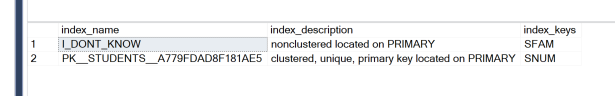 index_name index_description index_keys
1 I_DONT_KNOW nonclustered located on PRIMARY SFAM
2 PK__STUDENTS__A779FDAD8F181AE5 clustered, unique, primary key located on PRIMARY SNUM